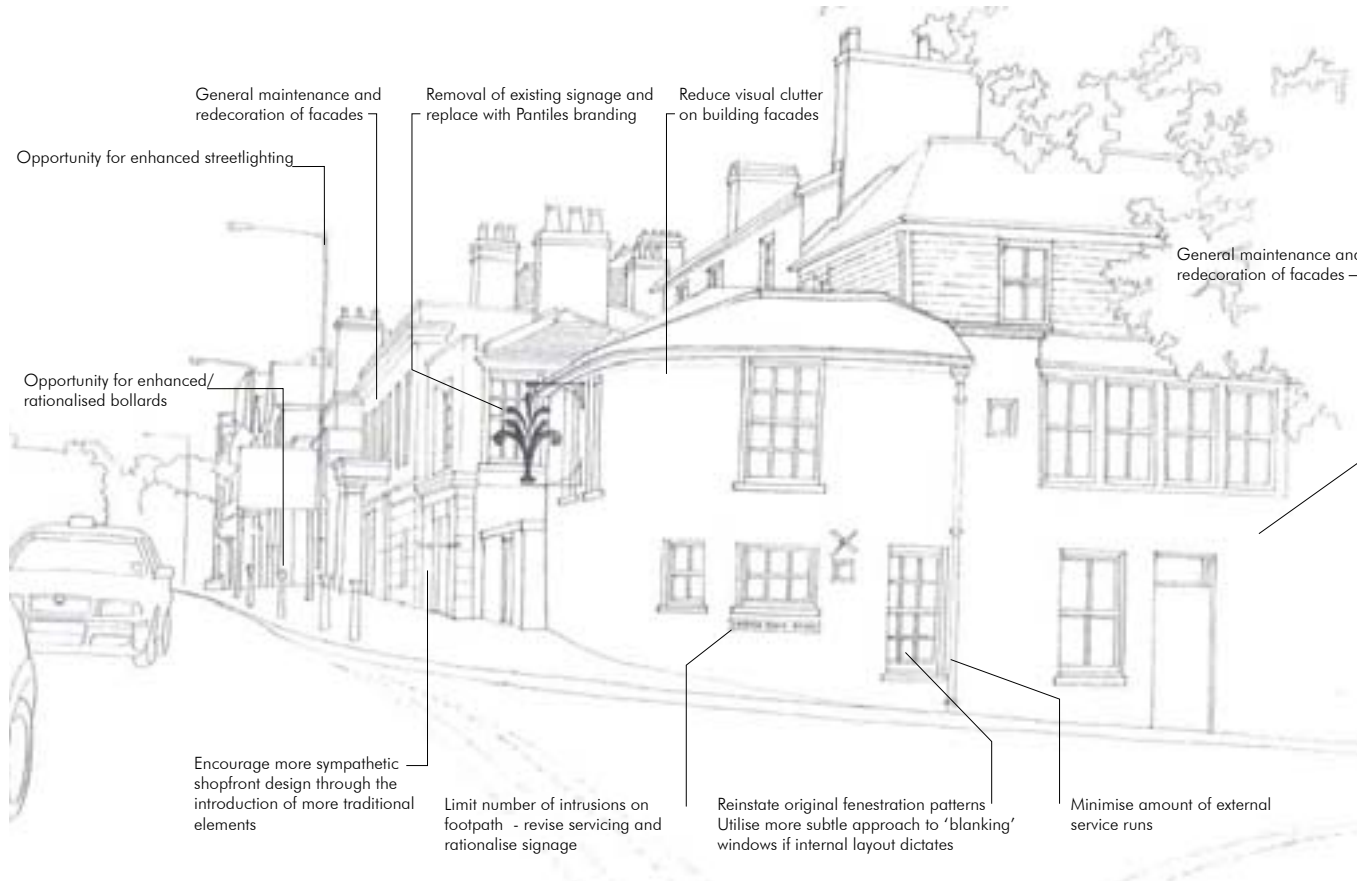 General maintenance and
redecoration of facades
Removal of existing signage and
replace with Pantiles branding
Reduce visual clutter
on building facades
Opportunity for enhanced streetlighting
General maintenance and
redecoration of facades
Opportunity for enhanced/
rationalised bollards
Encourage more sympathetic
shopfront design through the
introduction of more traditional
elements
Limit number of intrusions on
footpath - revise servicing and
rationalise signage
Reinstate original fenestration patterns
Utilise more subtle approach to ‘blanking’
windows if internal layout dictates
Minimise amount of external
service runs